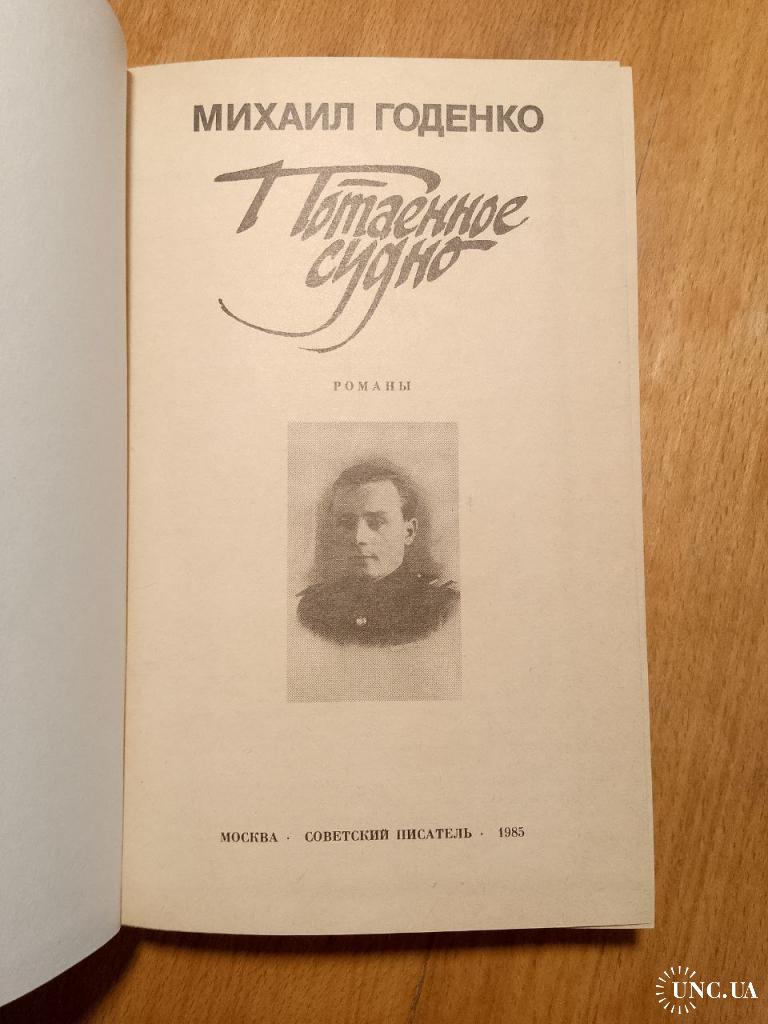 МИХАИЛ ГОДЕНКО
Потаенное
судно
РОМАНЫ
МОСКВА · СОВЕТСКИЙ ПИСАТЕЛЬ · 1985
UNC.UA